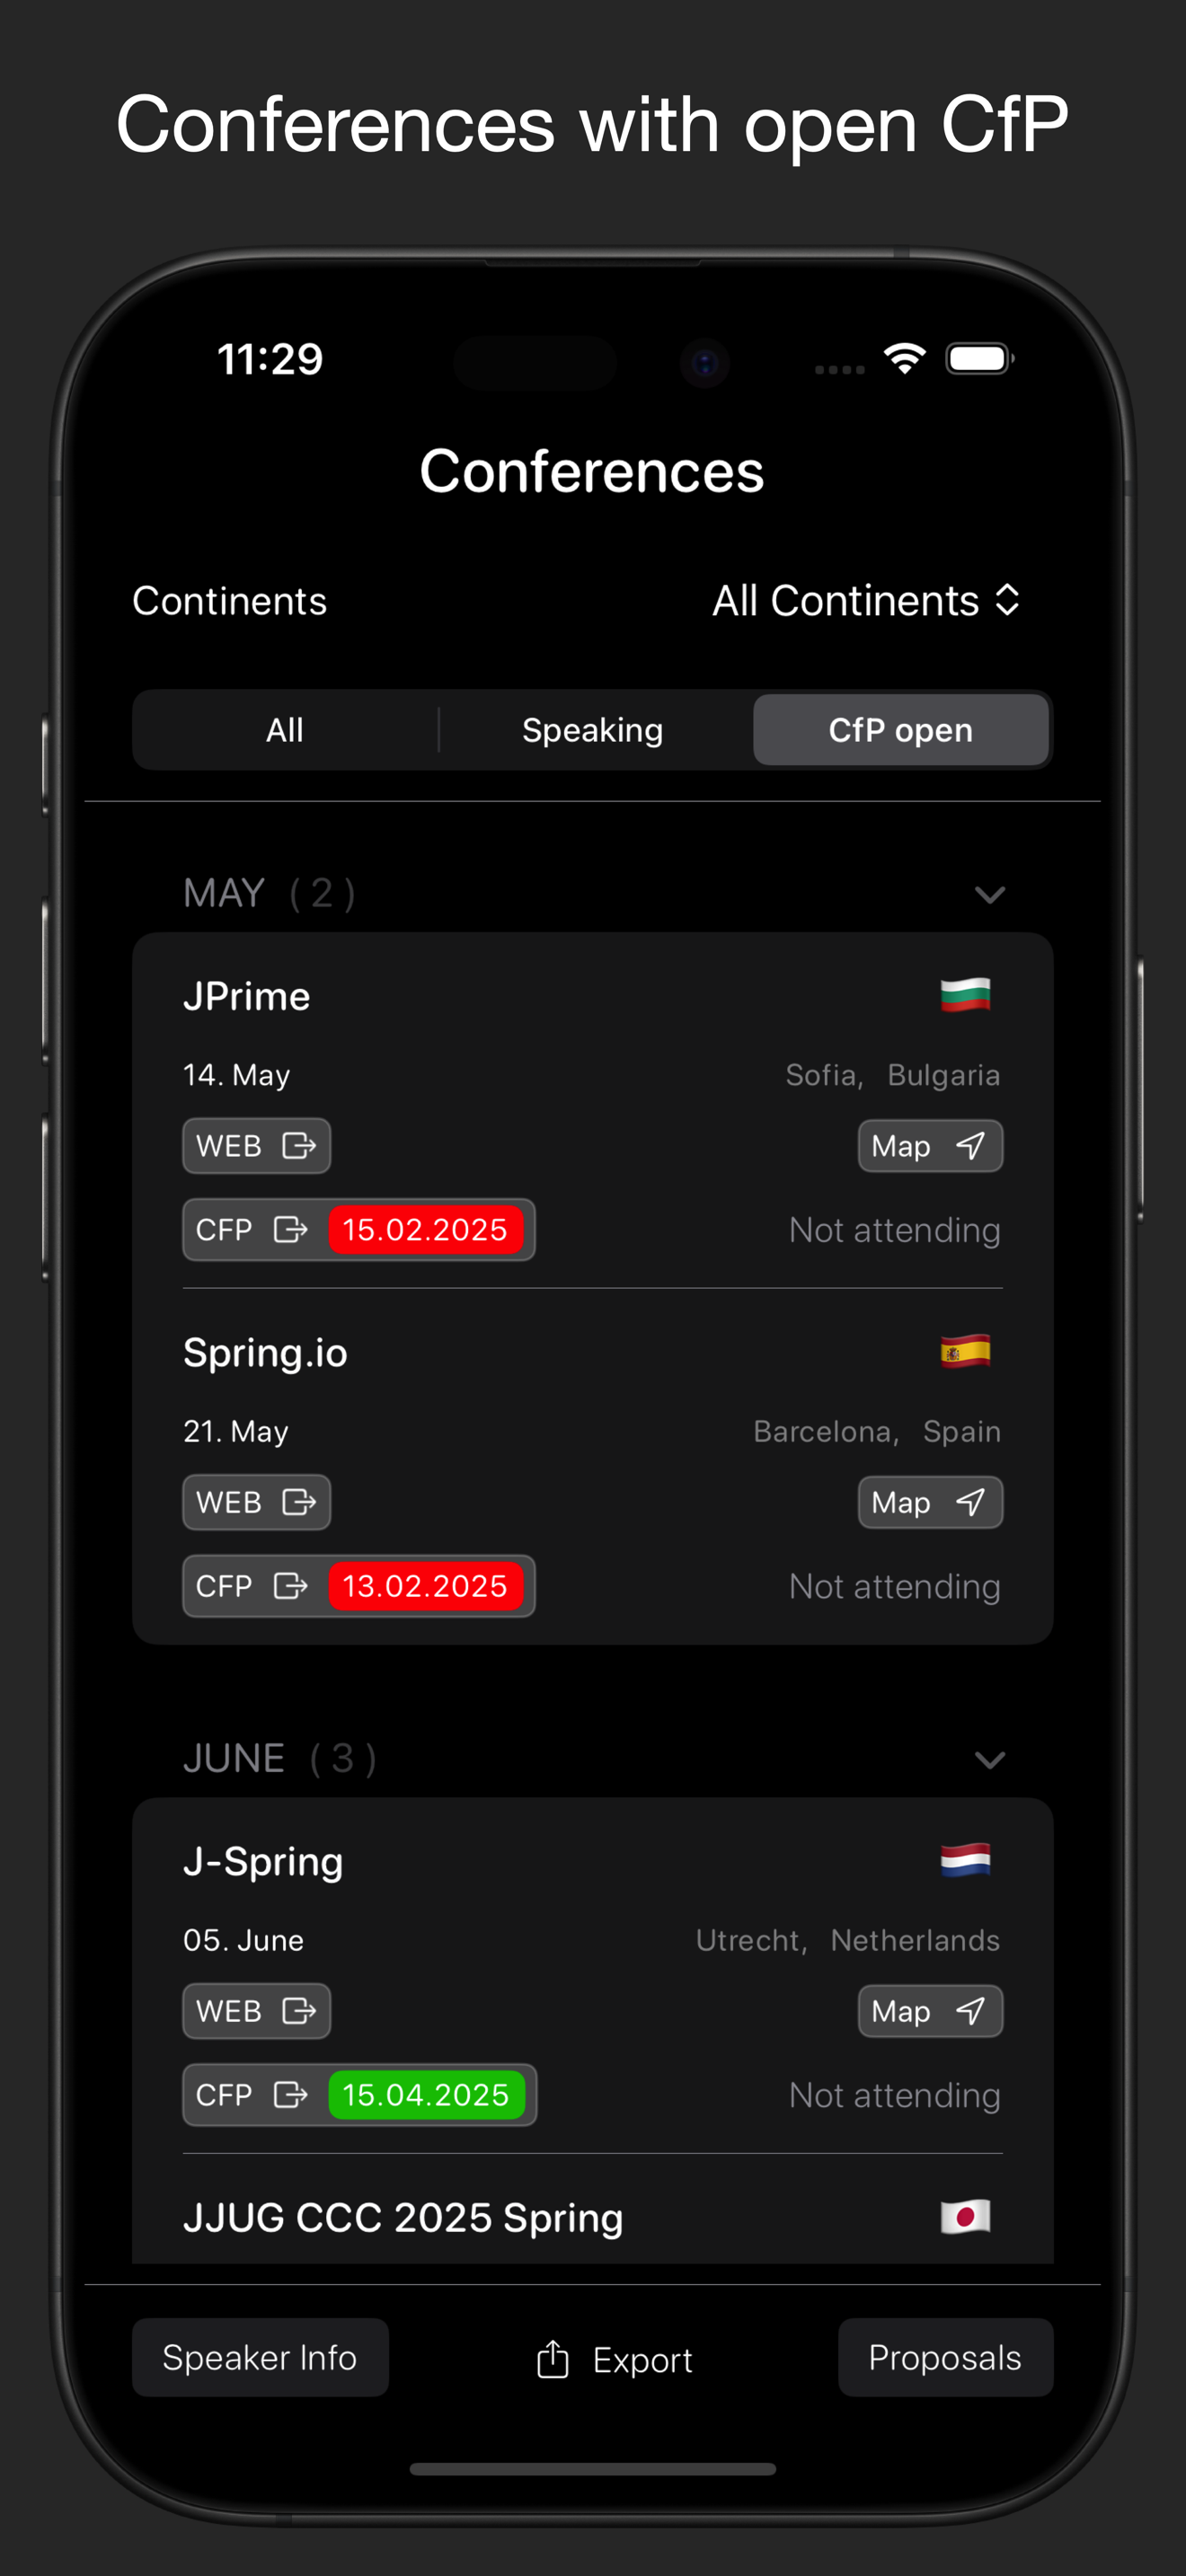 Conferences with open CfP
11:29
Conferences
Continents All Continents
All Speaking CfP open
MAY ( 2 )
JPrime
14. May Sofia, Bulgaria
WEB Map
CFP 15.02.2025 Not attending
Spring.io
21. May Barcelona, Spain
WEB Map
CFP 13.02.2025 Not attending
JUNE ( 3 )
J-Spring
05. June Utrecht, Netherlands
WEB Map
CFP 15.04.2025 Not attending
JJUG CCC 2025 Spring
Speaker Info Export Proposals